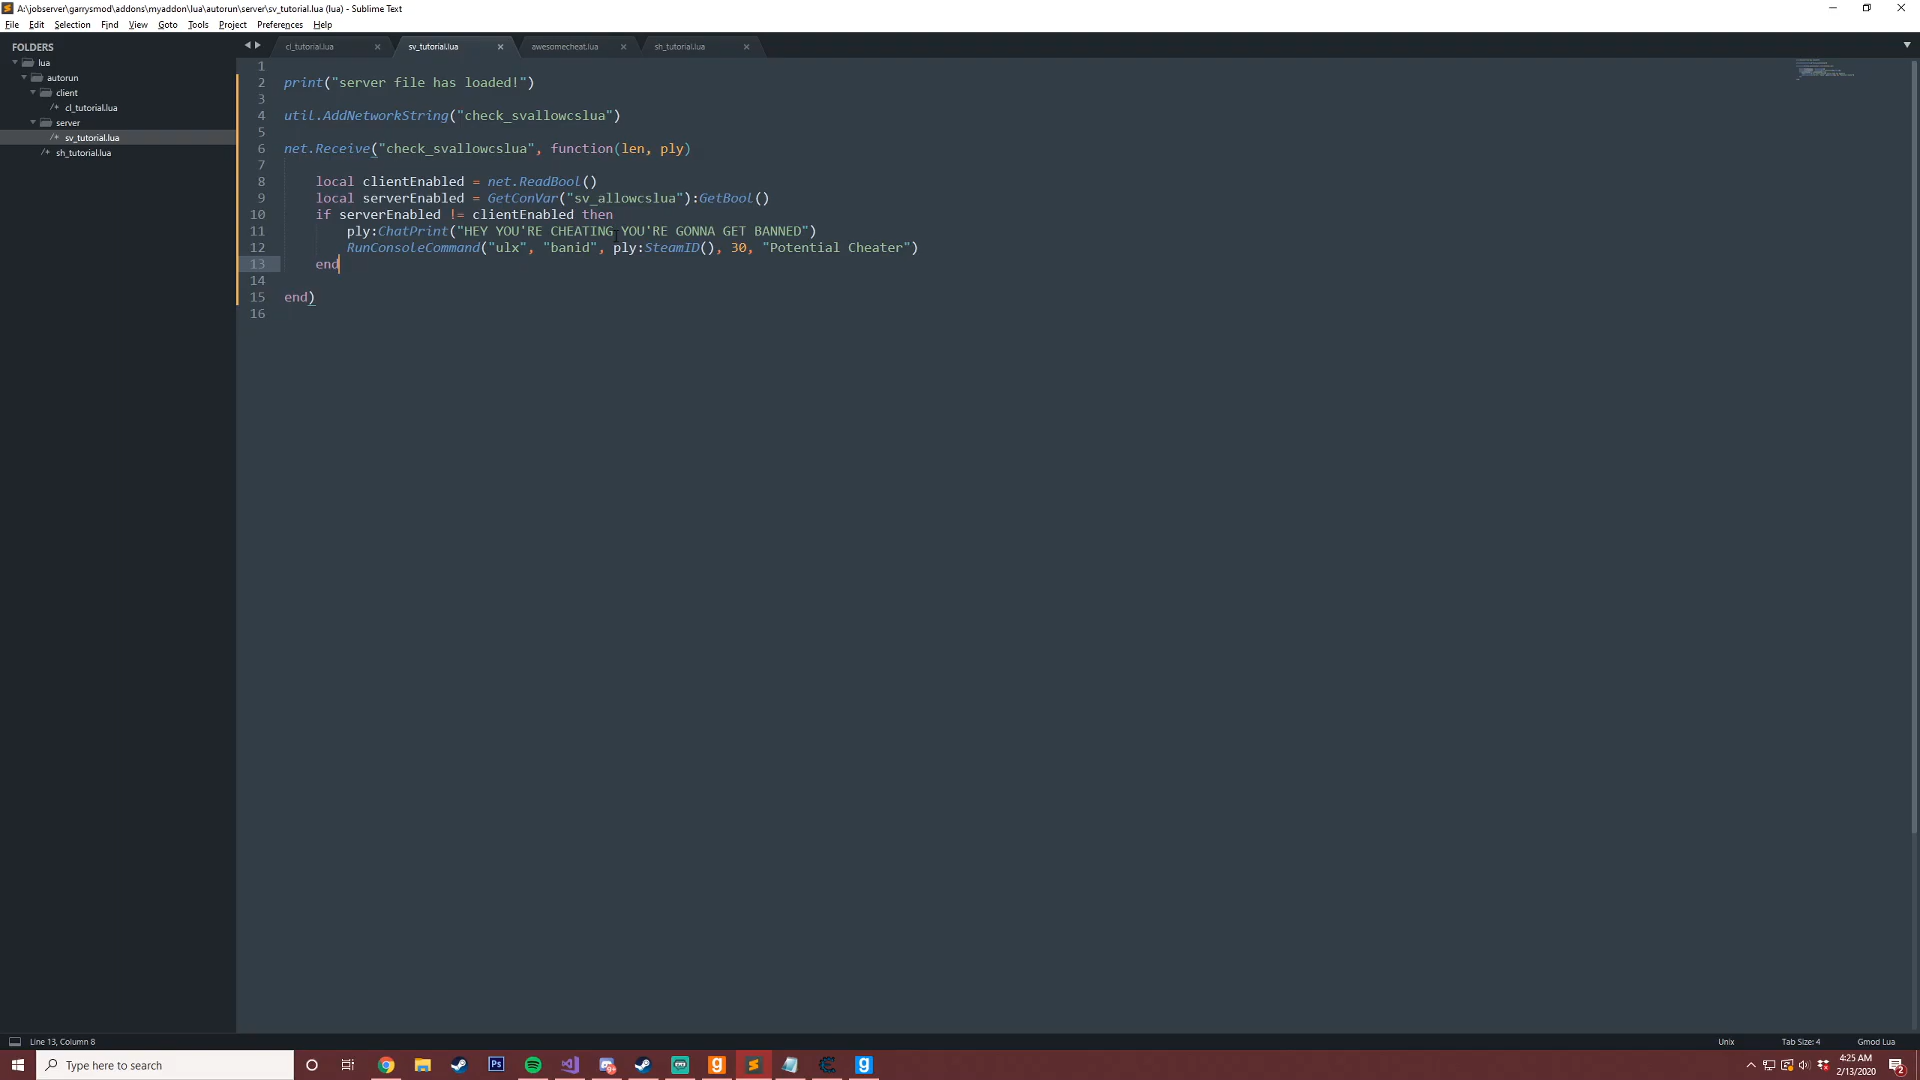 A:\jobserver\garrysmod\addons\myaddon\lua\autorun\server\sv_tutorial.lua (lua) - Sublime Text
File Edit Selection Find View Goto Tools Project Preferences Help
FOLDERS
lua
autorun
client
cl_tutorial.lua
server
sv_tutorial.lua
sh_tutorial.lua
cl_tutorial.lua sv_tutorial.lua awesomecheat.lua sh_tutorial.lua
1
2 print("server file has loaded!")
3
4 util.AddNetworkString("check_svallowcslua")
5
6 net.Receive("check_svallowcslua", function(len, ply)
7
8 local clientEnabled = net.ReadBool()
9 local serverEnabled = GetConVar("sv_allowcslua"):GetBool()
10 if serverEnabled != clientEnabled then
11 ply:ChatPrint("HEY YOU'RE CHEATING YOU'RE GONNA GET BANNED")
12 RunConsoleCommand("ulx", "banid", ply:SteamID(), 30, "Potential Cheater")
13 end
14
15 end)
16
Line 13, Column 8 Unix Tab Size: 4 Gmod Lua
Type here to search
Ps
4:25 AM
2/13/2020
2